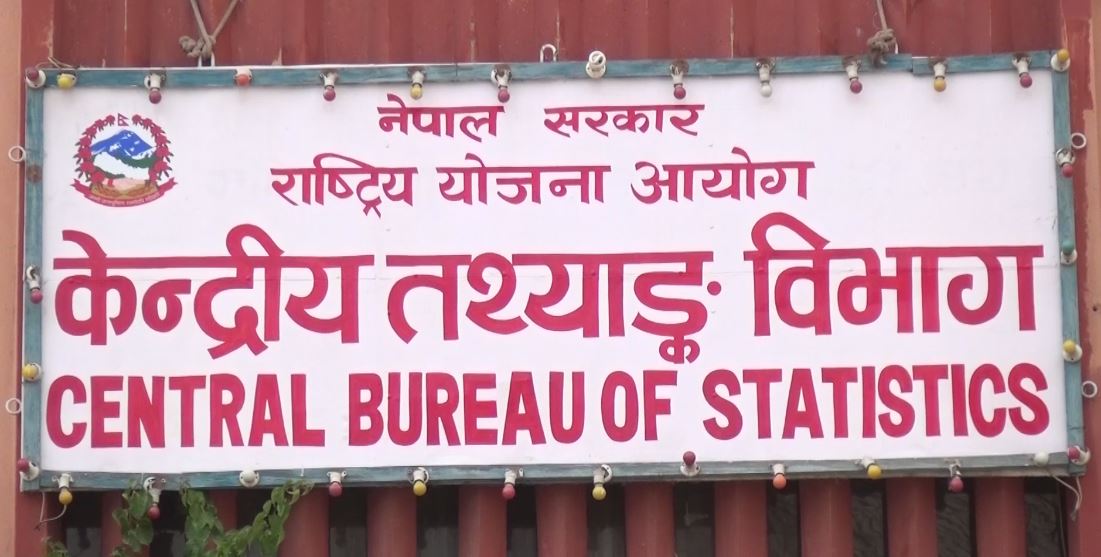 नेपाल सरकार
राष्ट्रिय योजना आयोग
केन्द्रीय तथ्याङ्क विभाग
CENTRAL BUREAU OF STATISTICS